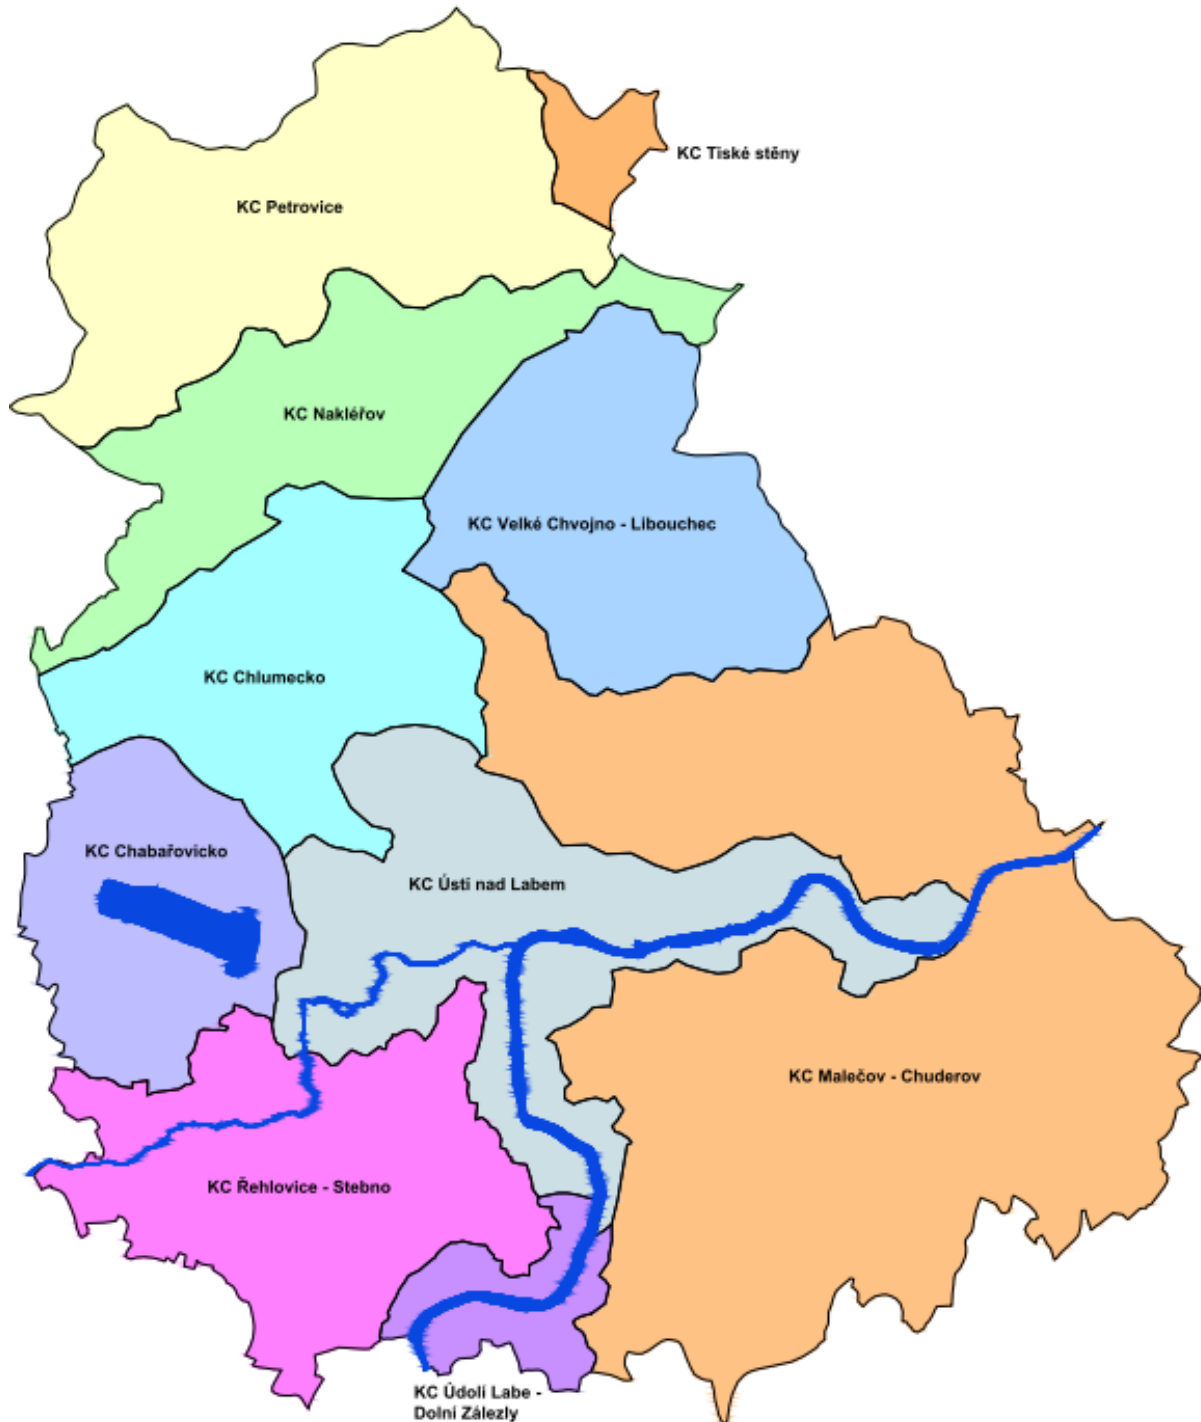 KC Tiské stěny
KC Petrovice
KC Nakléřov
KC Velké Chvojno - Libouchec
KC Chlumecko
KC Chabařovicko
KC Ústí nad Labem
KC Malečov - Chuderov
KC Řehlovice - Stebno
KC Údolí Labe -
Dolní Zálezly